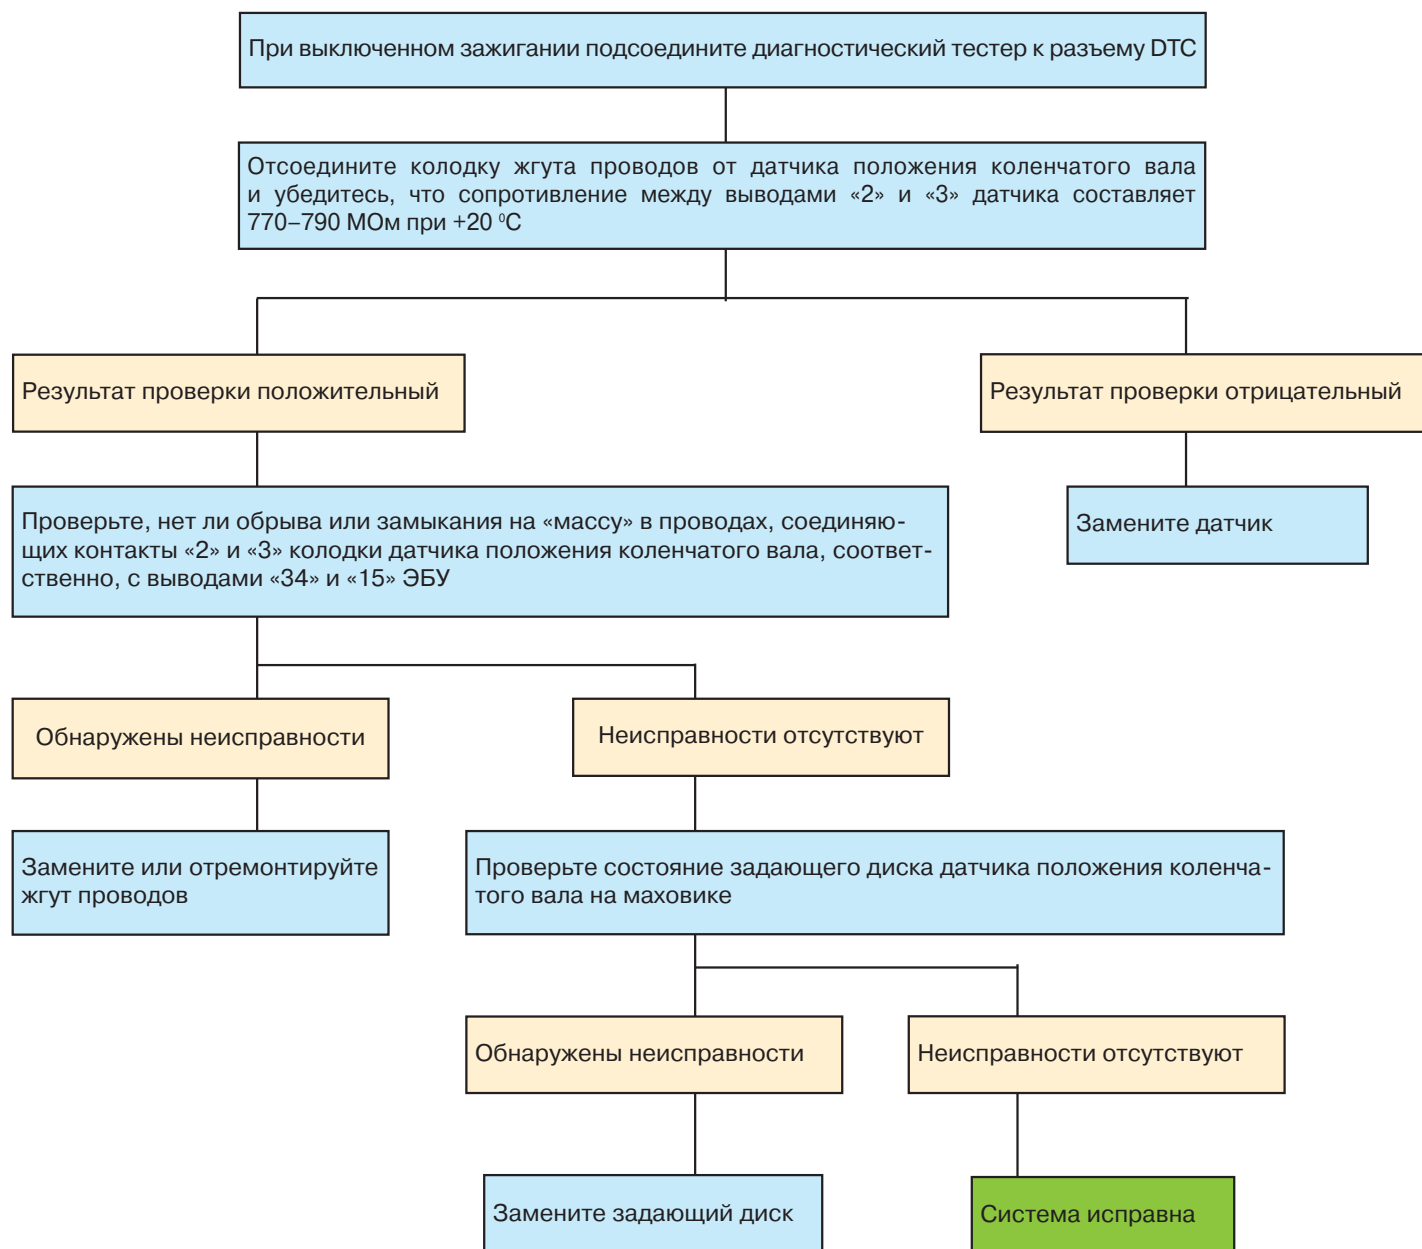 При выключенном зажигании подсоедините диагностический тестер к разъему DTC
Отсоедините колодку жгута проводов от датчика положения коленчатого вала
и убедитесь, что сопротивление между выводами «2» и «3» датчика составляет
770–790 МОм при +20 ⁰С
Результат проверки положительный
Результат проверки отрицательный
Проверьте, нет ли обрыва или замыкания на «массу» в проводах, соединяю-
щих контакты «2» и «3» колодки датчика положения коленчатого вала, соответ-
ственно, с выводами «34» и «15» ЭБУ
Замените датчик
Обнаружены неисправности
Неисправности отсутствуют
Замените или отремонтируйте
жгут проводов
Проверьте состояние задающего диска датчика положения коленча-
того вала на маховике
Обнаружены неисправности
Неисправности отсутствуют
Замените задающий диск
Система исправна